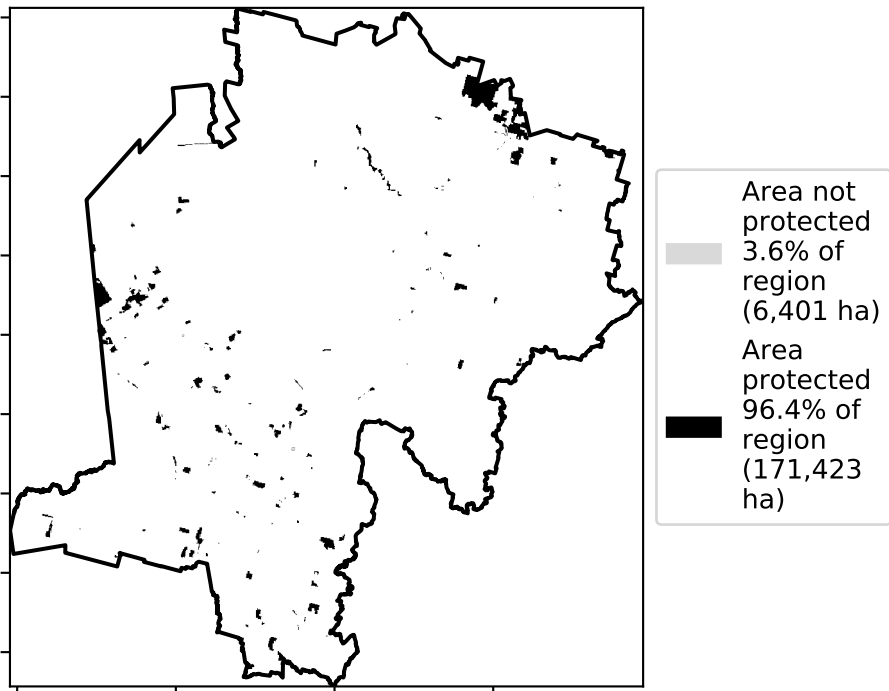 Area not
protected
3.6% of
region
(6,401 ha)
Area
protected
96.4% of
region
(171,423
ha)